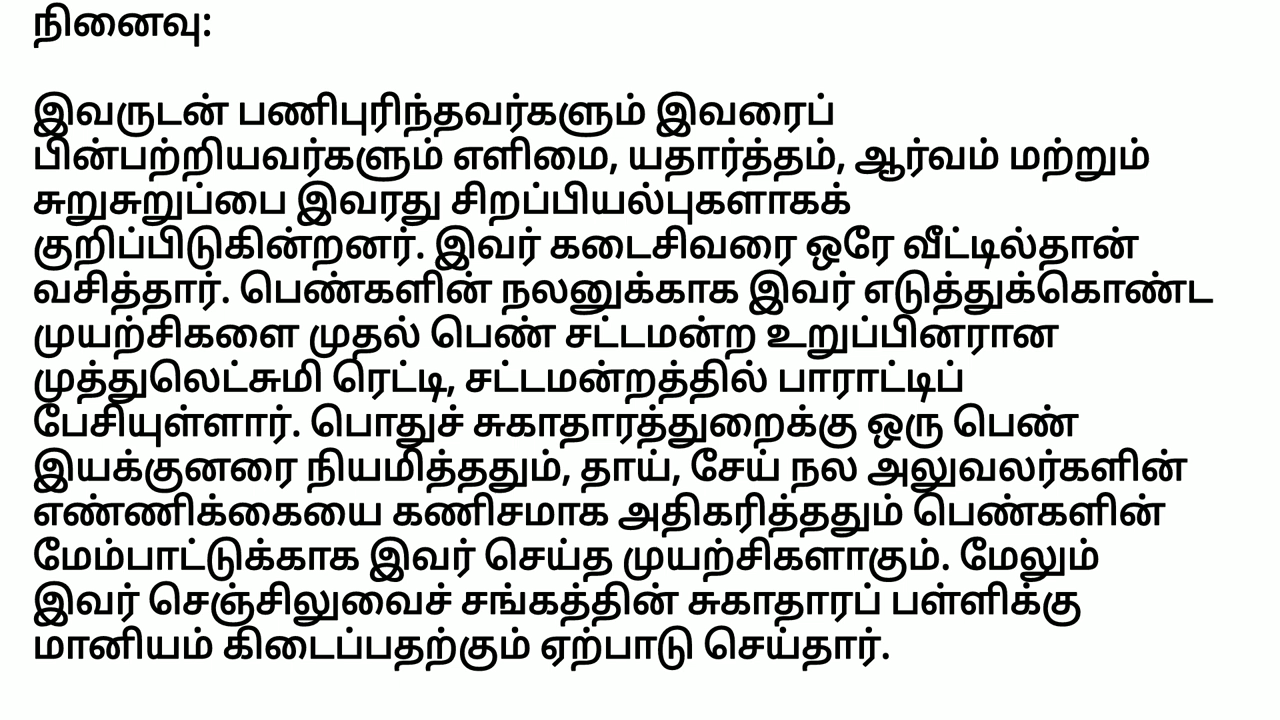 நினைவு:
இவருடன் பணிபுரிந்தவர்களும் இவரைப்
பின்பற்றியவர்களும் எளிமை, யதார்த்தம், ஆர்வம் மற்றும்
சுறுசுறுப்பை இவரது சிறப்பியல்புகளாகக்
குறிப்பிடுகின்றனர். இவர் கடைசிவரை ஒரே வீட்டில்தான்
வசித்தார். பெண்களின் நலனுக்காக இவர் எடுத்துக்கொண்ட
முயற்சிகளை முதல் பெண் சட்டமன்ற உறுப்பினரான
முத்துலெட்சுமி ரெட்டி, சட்டமன்றத்தில் பாராட்டிப்
பேசியுள்ளார். பொதுச் சுகாதாரத்துறைக்கு ஒரு பெண்
இயக்குனரை நியமித்ததும், தாய், சேய் நல அலுவலர்களின்
எண்ணிக்கையை கணிசமாக அதிகரித்ததும் பெண்களின்
மேம்பாட்டுக்காக இவர் செய்த முயற்சிகளாகும். மேலும்
இவர் செஞ்சிலுவைச் சங்கத்தின் சுகாதாரப் பள்ளிக்கு
மானியம் கிடைப்பதற்கும் ஏற்பாடு செய்தார்.